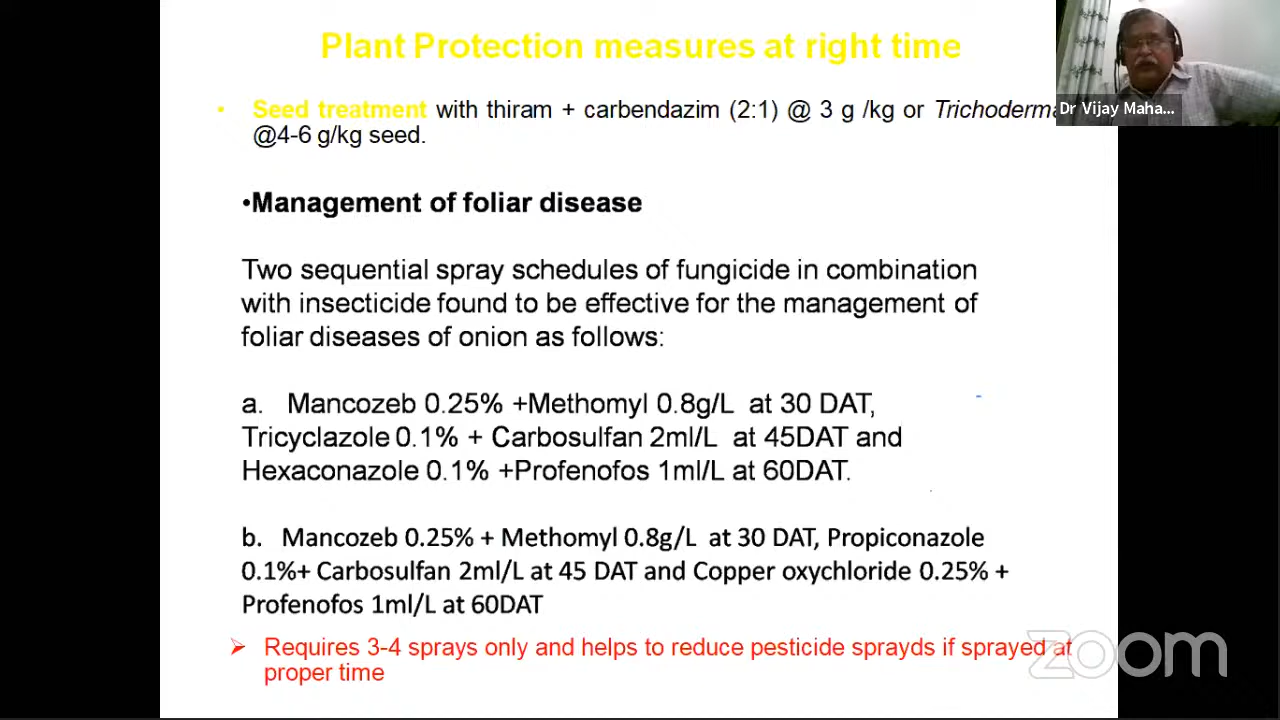 Plant Protection measures at right time
Dr Vijay Maha...
• Seed treatment with thiram + carbendazim (2:1) @ 3 g /kg or Trichoderma
@4-6 g/kg seed.
•Management of foliar disease
Two sequential spray schedules of fungicide in combination
with insecticide found to be effective for the management of
foliar diseases of onion as follows:
a. Mancozeb 0.25% +Methomyl 0.8g/L at 30 DAT,
Tricyclazole 0.1% + Carbosulfan 2ml/L at 45DAT and
Hexaconazole 0.1% +Profenofos 1ml/L at 60DAT.
b. Mancozeb 0.25% + Methomyl 0.8g/L at 30 DAT, Propiconazole
0.1%+ Carbosulfan 2ml/L at 45 DAT and Copper oxychloride 0.25% +
Profenofos 1ml/L at 60DAT
➢ Requires 3-4 sprays only and helps to reduce pesticide sprayds if sprayed at
proper time
zoom